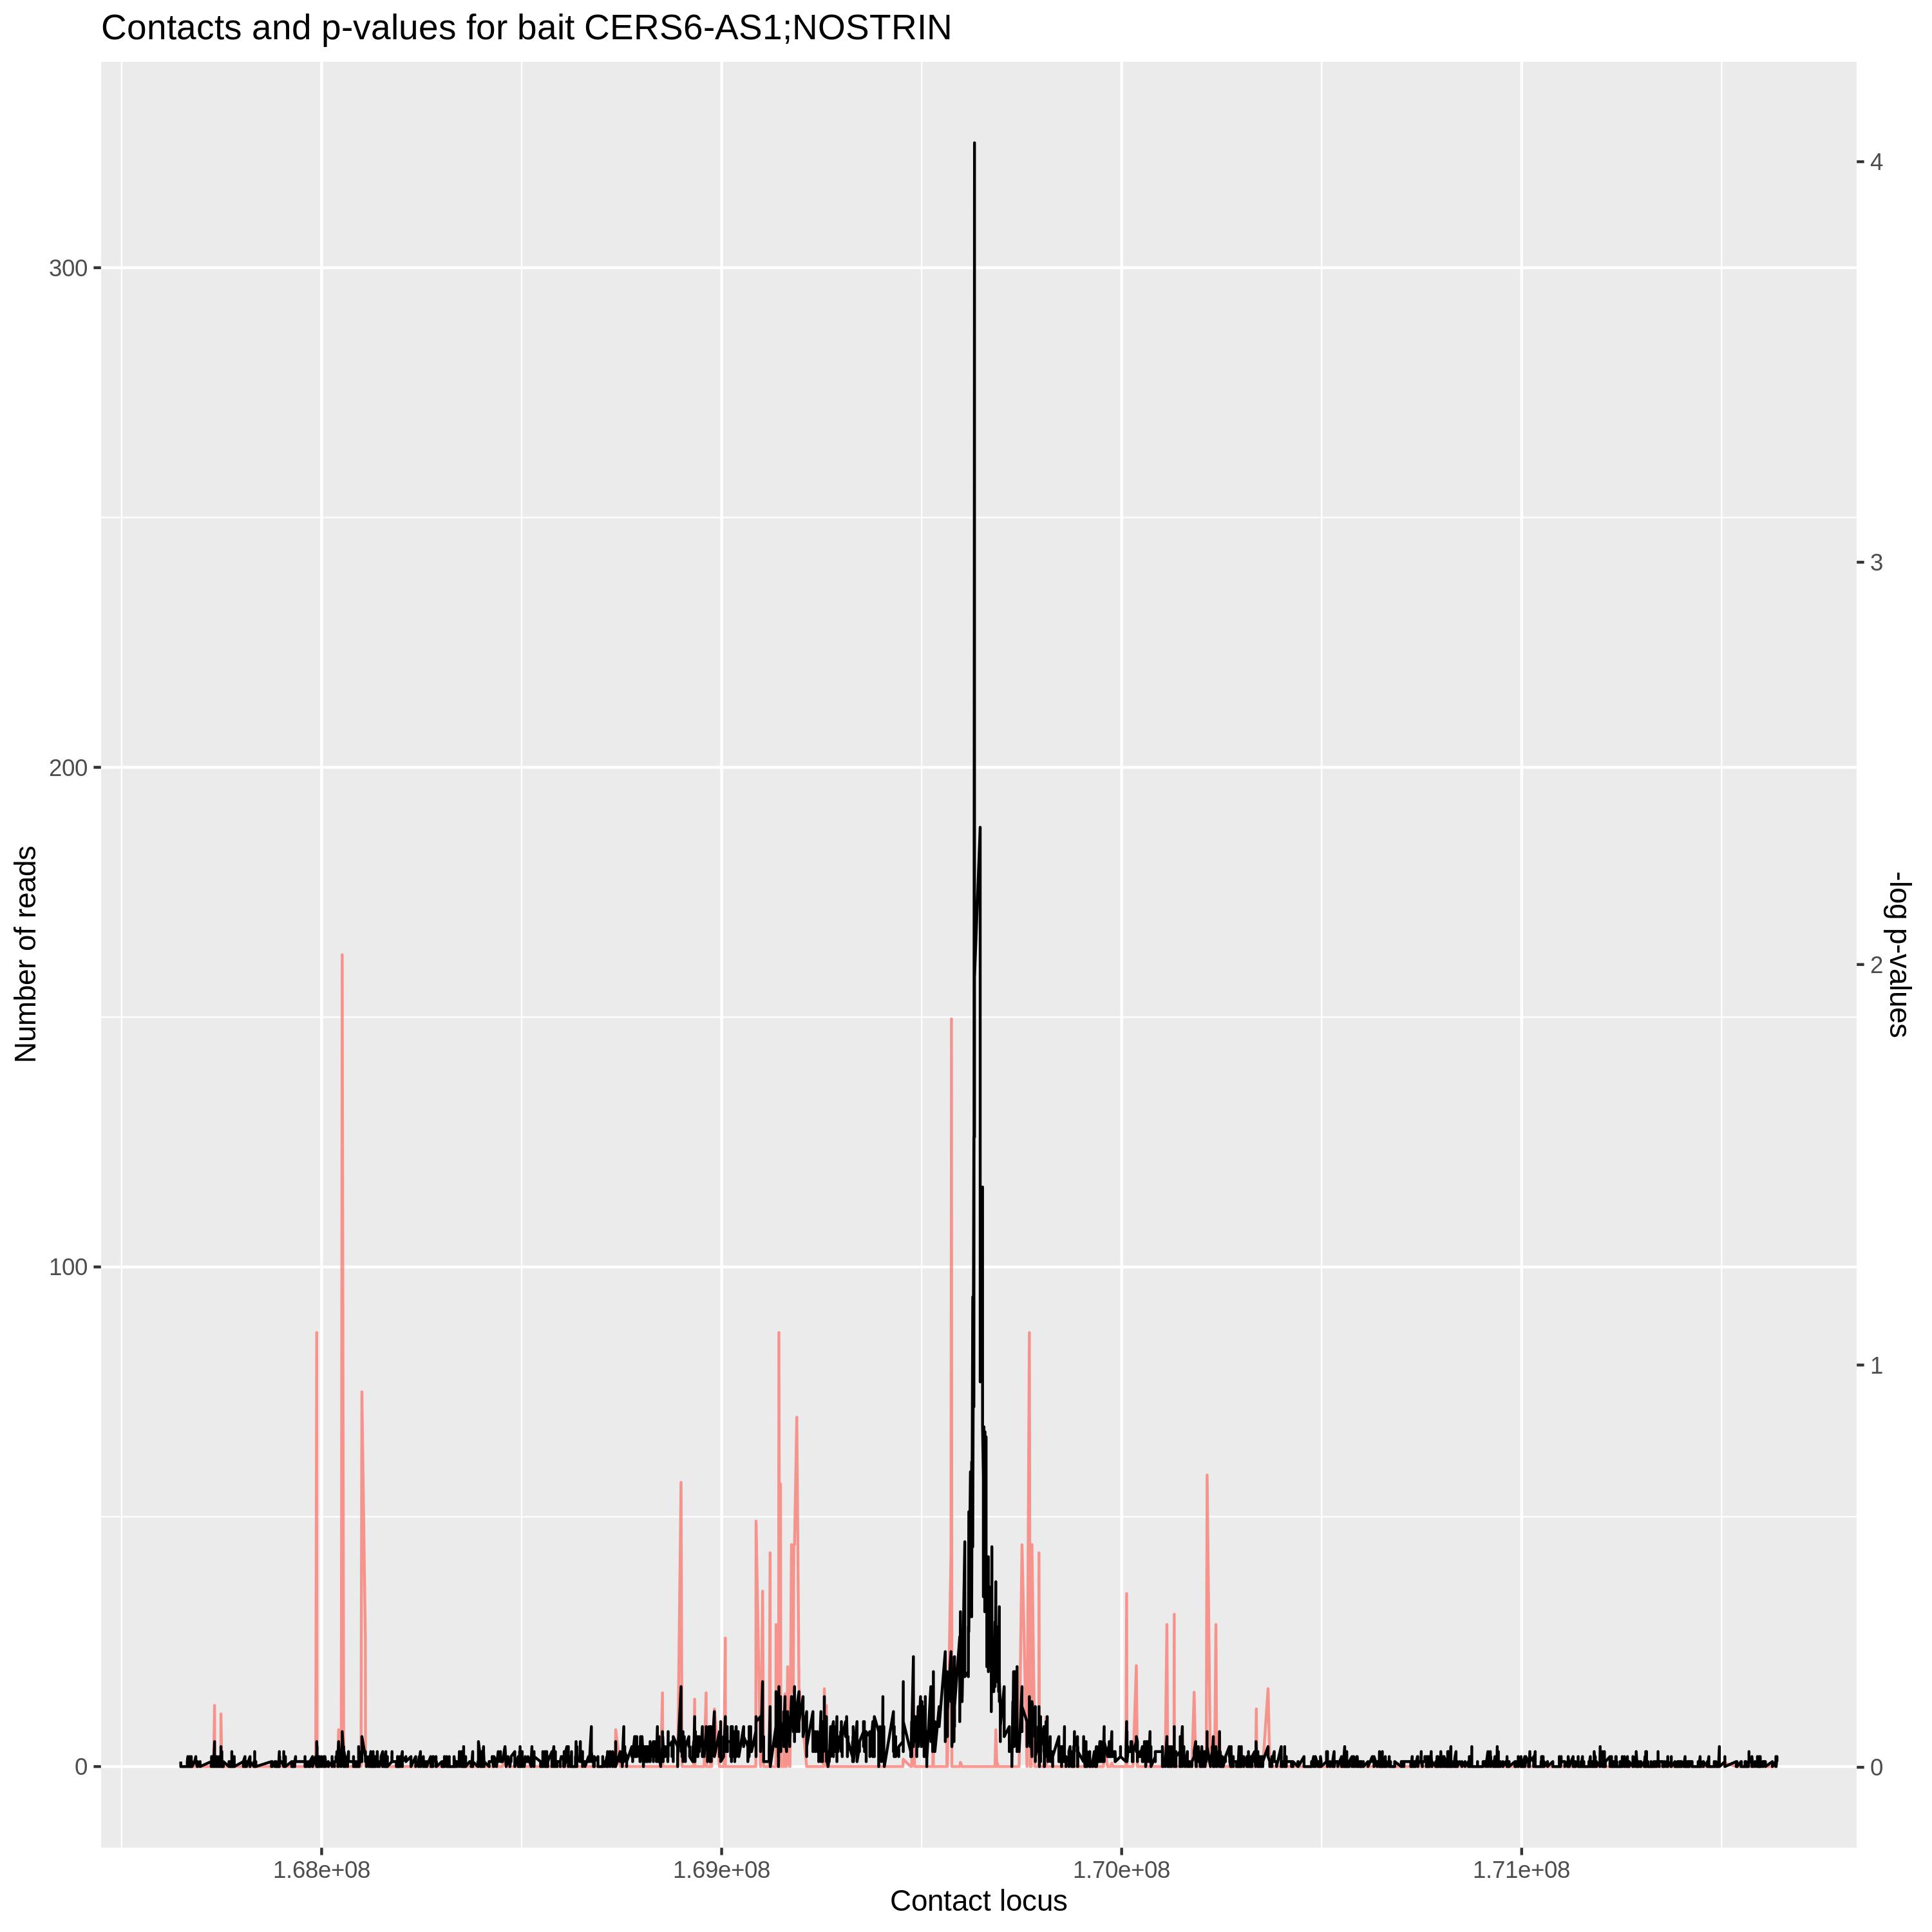 Contacts and p-values for bait CERS6-AS1;NOSTRIN
Number of reads
300
200
100
0
4
3
2
1
0
-log p-values
1.68e+08
1.69e+08
1.70e+08
1.71e+08
Contact locus